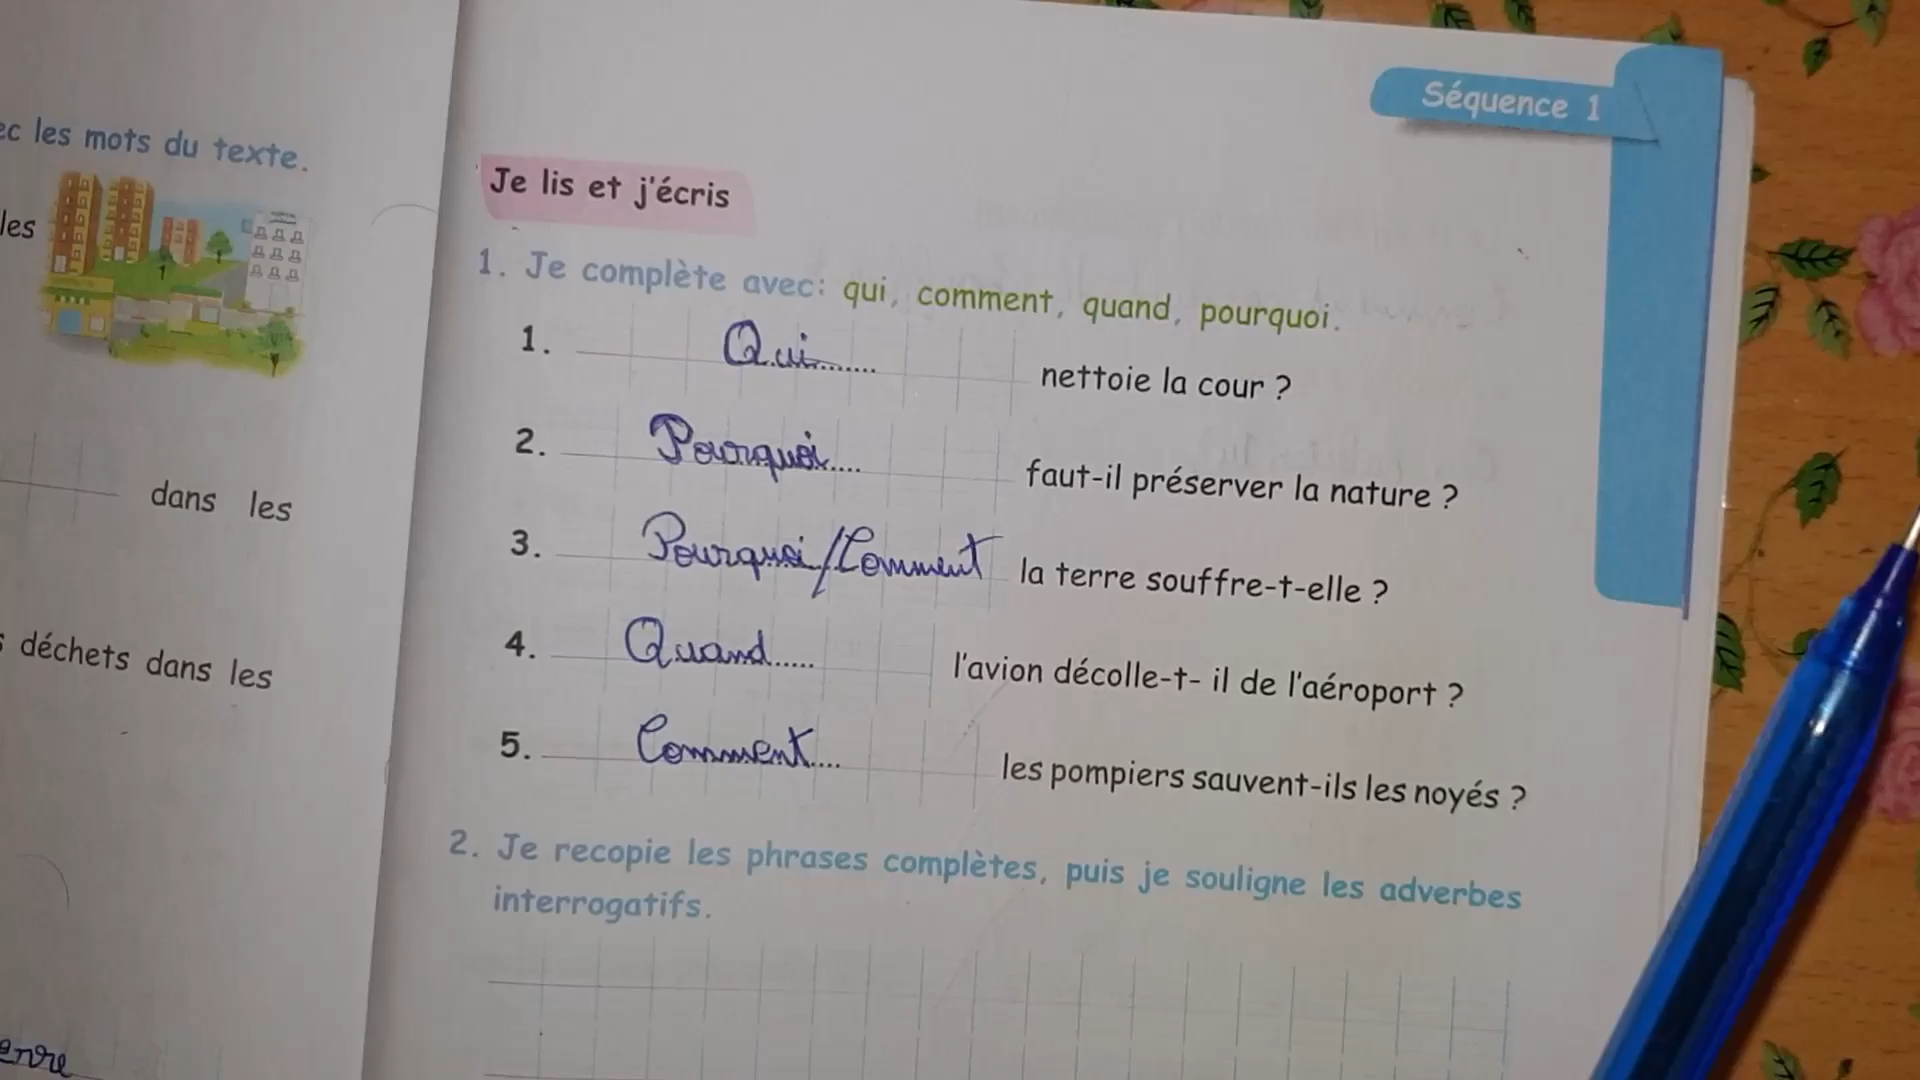 ec les mots du texte.
les
dans les
déchets dans les
Séquence 1
Je lis et j'écris
1. Je complète avec: qui, comment, quand, pourquoi.
1. Qui....... nettoie la cour ?
2. Pourquoi.... faut-il préserver la nature ?
3. Pourquoi/Comment la terre souffre-t-elle ?
4. Quand..... l'avion décolle-t- il de l'aéroport ?
5. Comment.... les pompiers sauvent-ils les noyés ?
2. Je recopie les phrases complètes, puis je souligne les adverbes
interrogatifs.